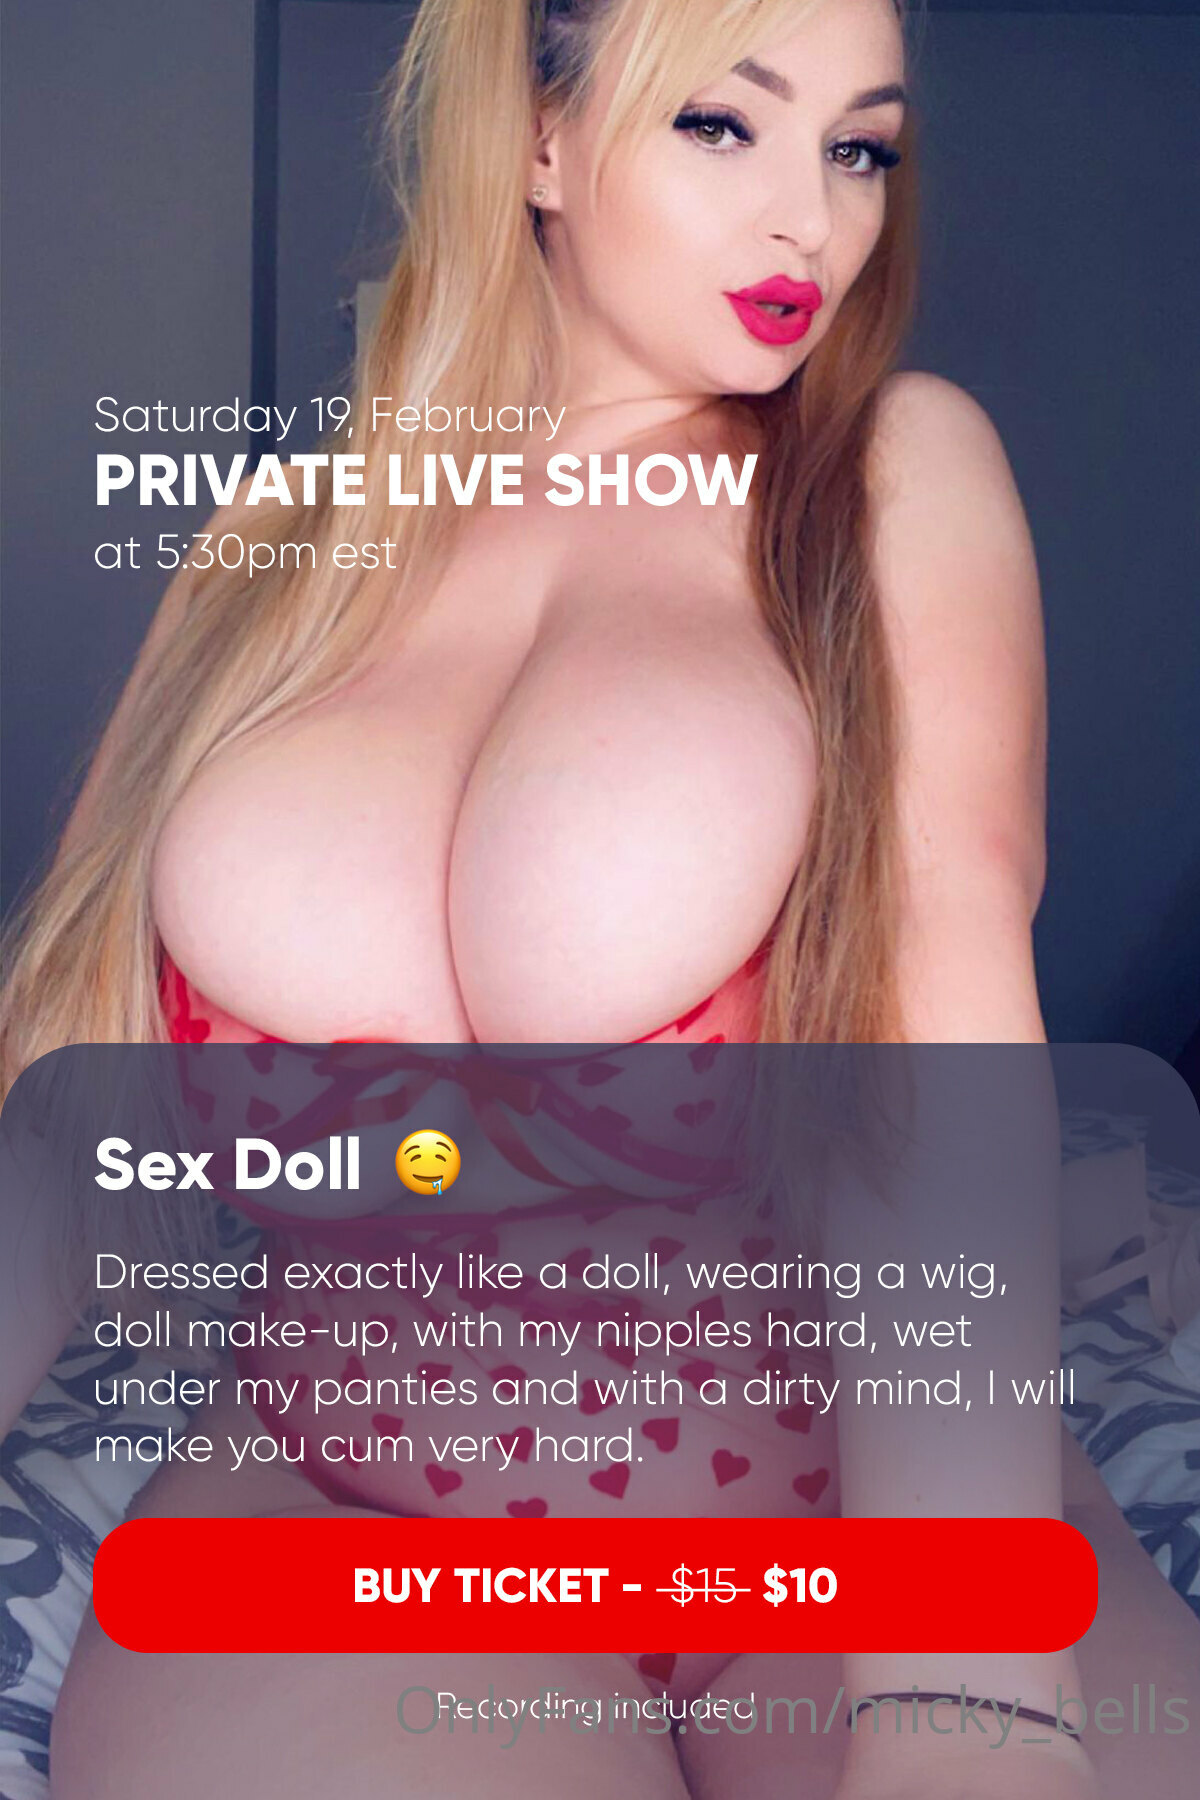 Saturday 19, February
PRIVATE LIVE SHOW
at 5:30pm est
Sex Doll 🤤
Dressed exactly like a doll, wearing a wig,
doll make-up, with my nipples hard, wet
under my panties and with a dirty mind, I will
make you cum very hard.
BUY TICKET - $15 $10
Recording included
OnlyFans.com/micky_bells